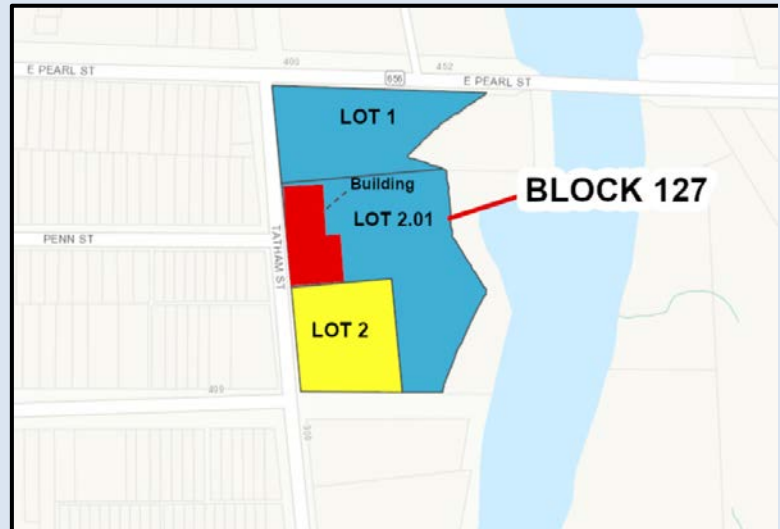 400
452
E PEARL ST
656
E PEARL ST
LOT 1
Building
BLOCK 127
LOT 2.01
PENN ST
TATHAM ST
LOT 2
400